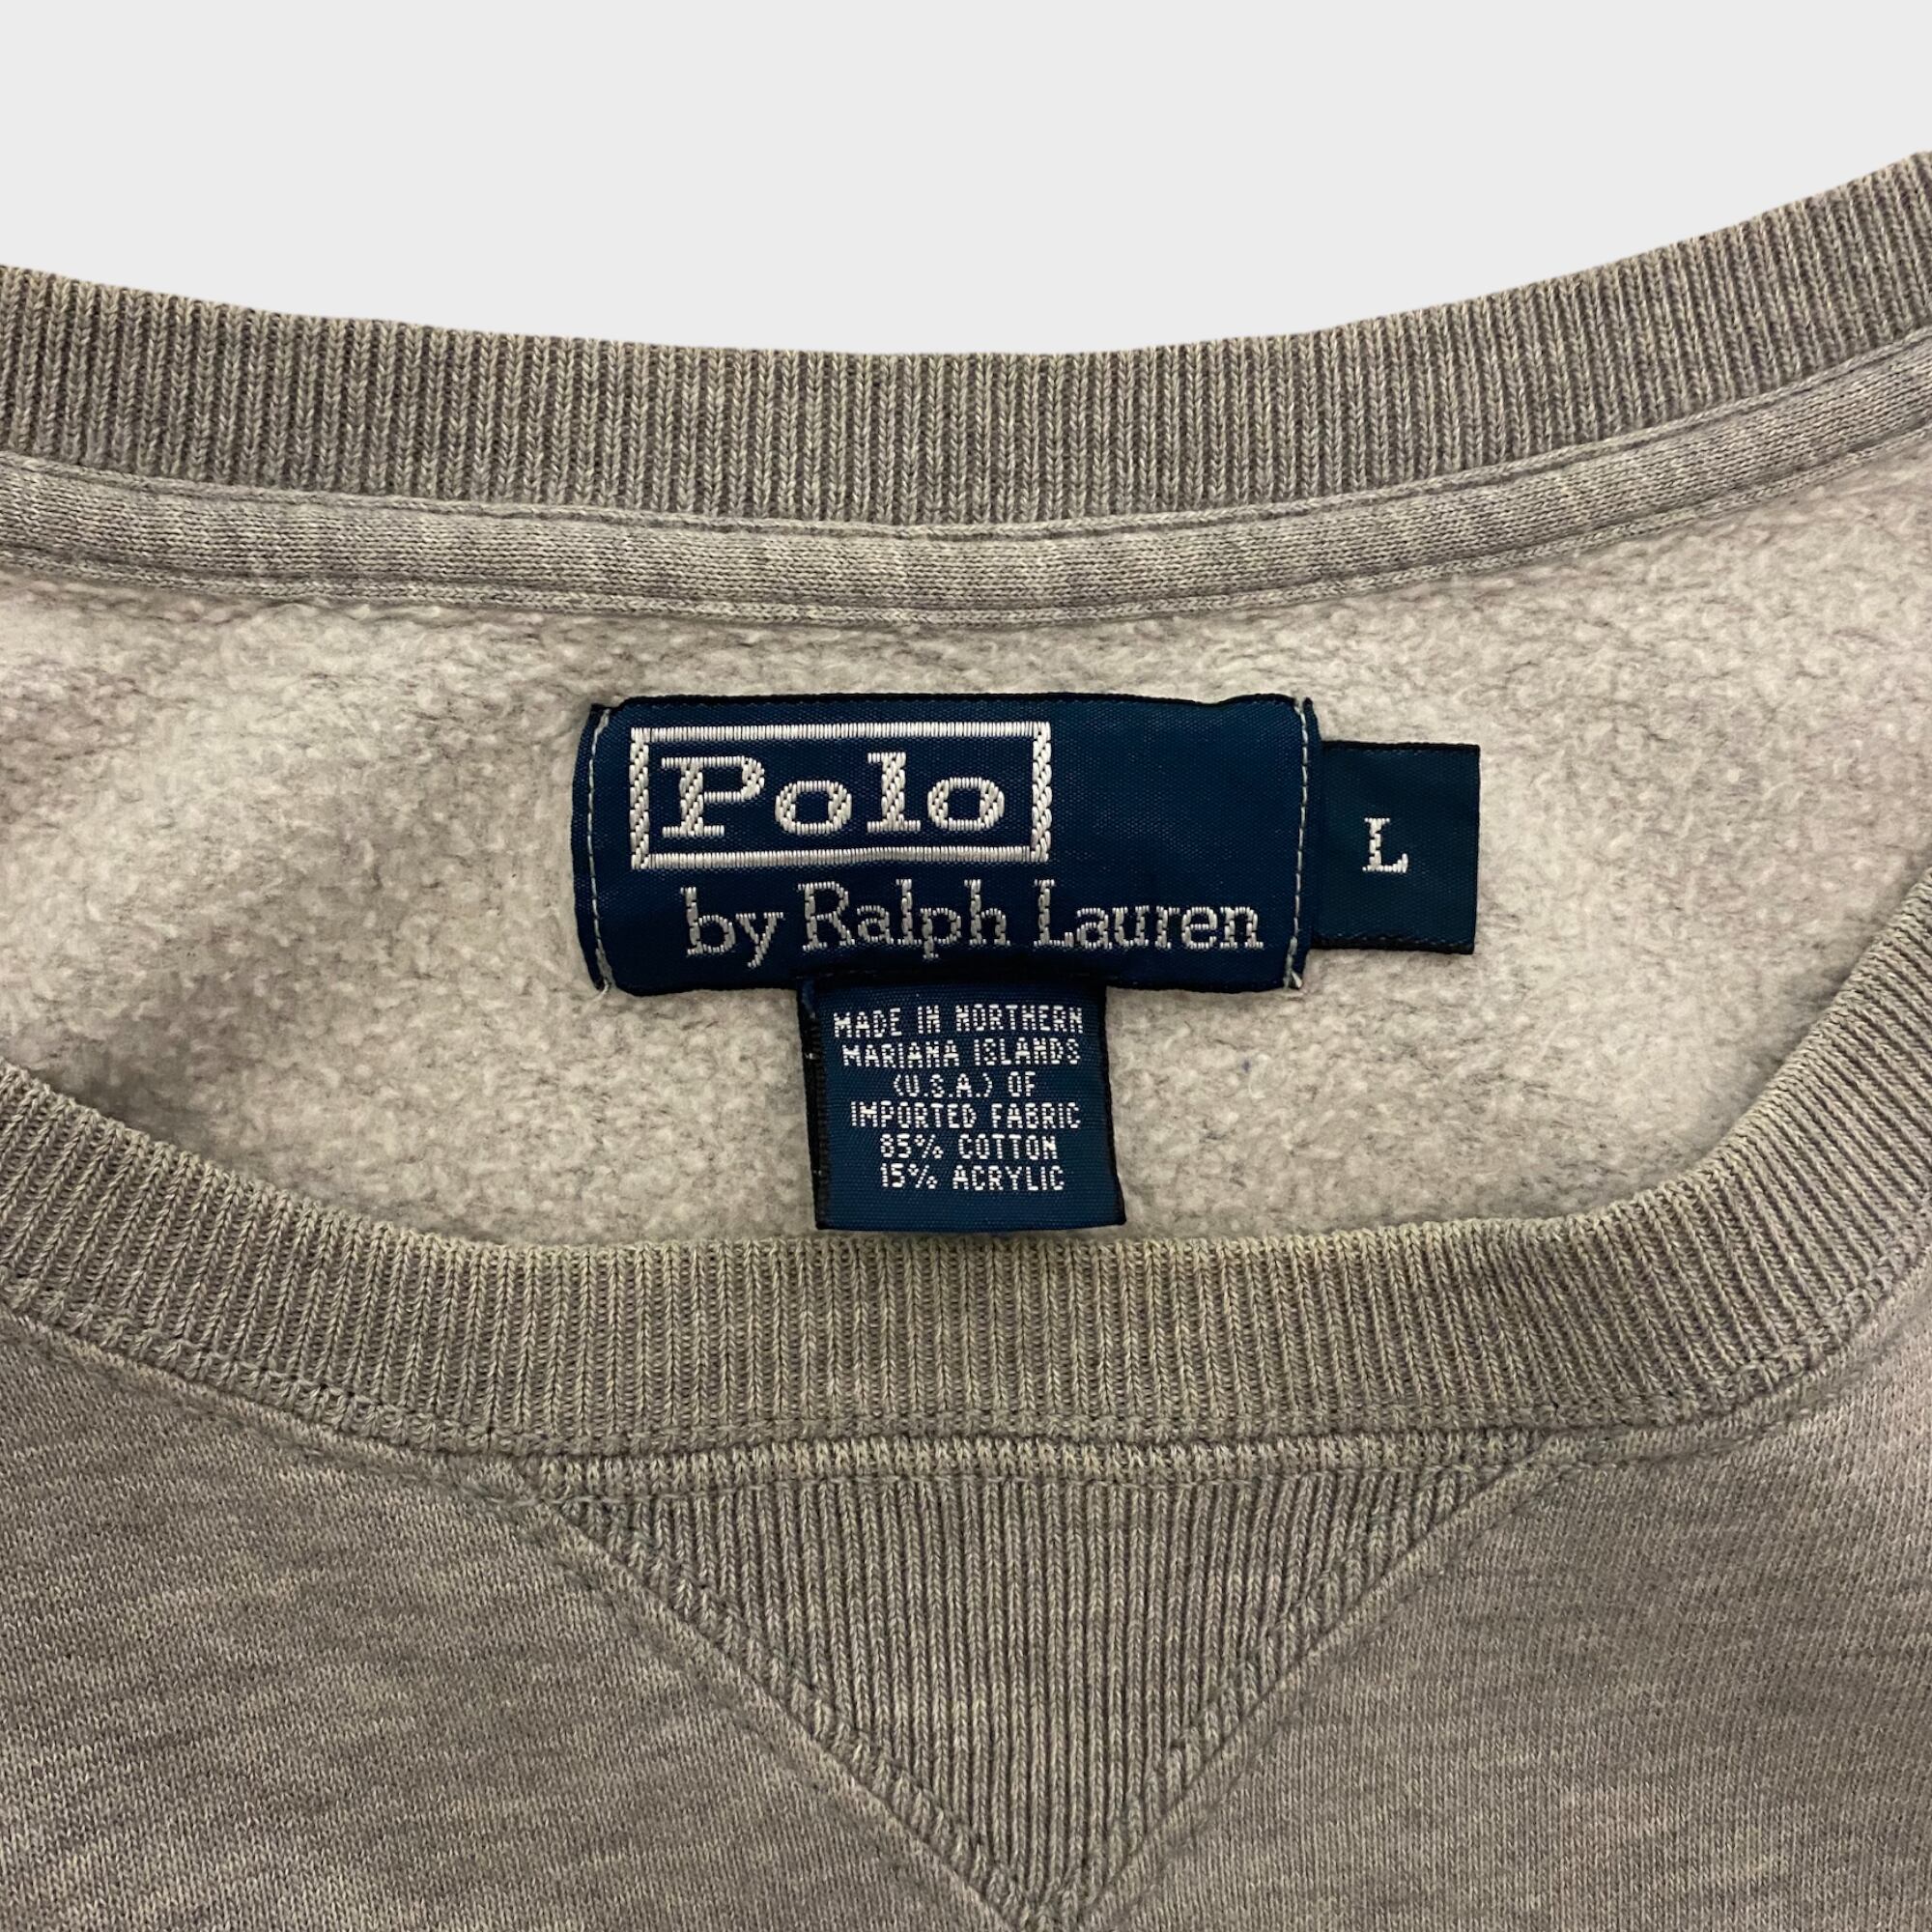 Polo
by Ralph Lauren
L
MADE IN NORTHERN
MARIANA ISLANDS
(U.S.A.) OF
IMPORTED FABRIC
85% COTTON
15% ACRYLIC